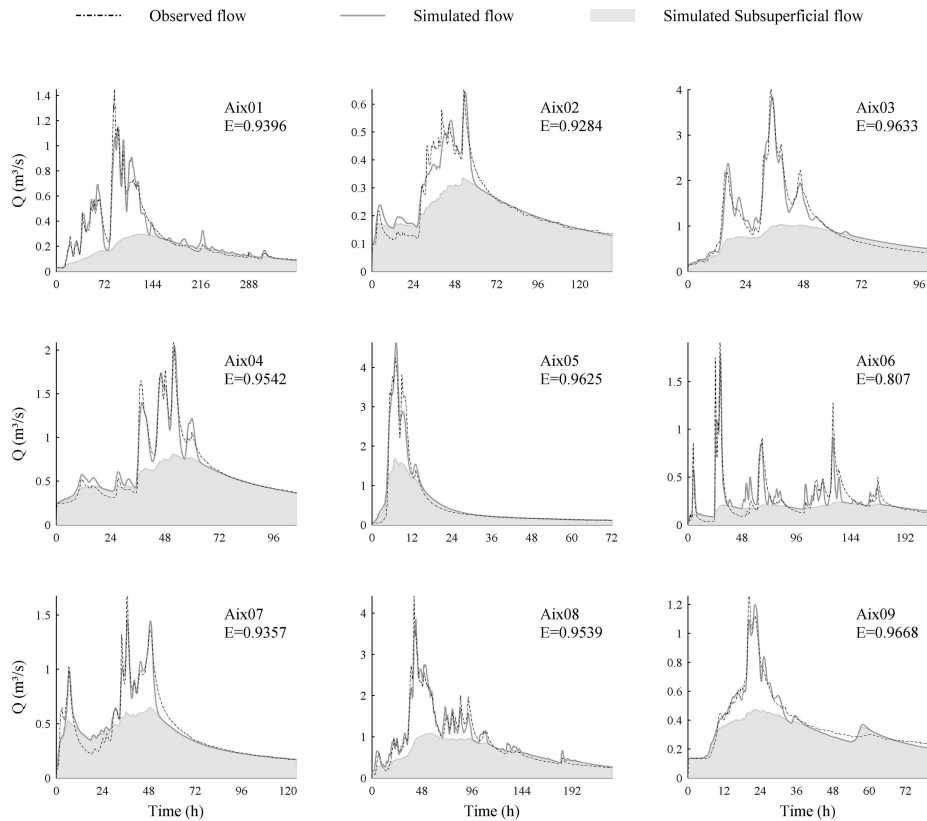 Observed flow Simulated flow Simulated Subsuperficial flow
Aix01
E=0.9396
Q (m³/s)
1.4
1.2
1
0.8
0.6
0.4
0.2
0
0 72 144 216 288
Aix02
E=0.9284
0.6
0.5
0.4
0.3
0.2
0.1
0
0 24 48 72 96 120
Aix03
E=0.9633
4
3
2
1
0
0 24 48 72 96
Aix04
E=0.9542
Q (m³/s)
2
1.5
1
0.5
0
0 24 48 72 96
Aix05
E=0.9625
4
3
2
1
0
0 12 24 36 48 60 72
Aix06
E=0.807
1.5
1
0.5
0
0 48 96 144 192
Aix07
E=0.9357
Q (m³/s)
1.5
1
0.5
0
0 24 48 72 96 120
Time (h)
Aix08
E=0.9539
4
3
2
1
0
0 48 96 144 192
Time (h)
Aix09
E=0.9668
1.2
1
0.8
0.6
0.4
0.2
0
0 12 24 36 48 60 72
Time (h)